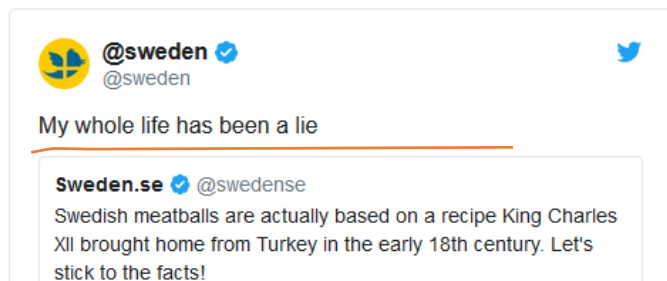 @sweden
@sweden
My whole life has been a lie
Sweden.se @swedense
Swedish meatballs are actually based on a recipe King Charles
XII brought home from Turkey in the early 18th century. Let's
stick to the facts!